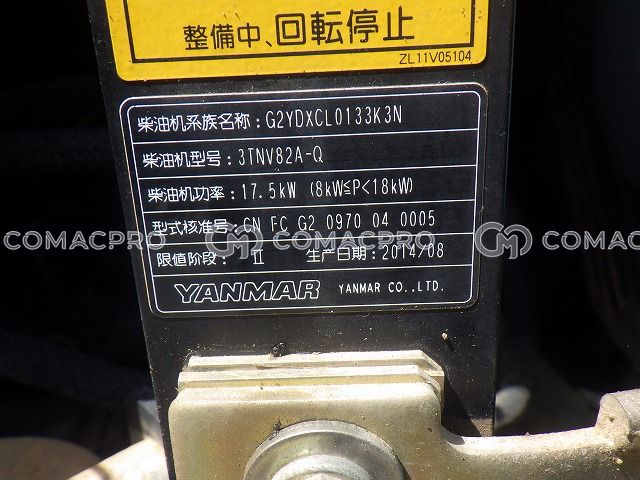 整備中、回転停止
ZL11V05104
柴油机系族名称：G2YDXCL0133K3N
柴油机型号：3TNV82A-Q
柴油机功率：17.5kW (8kW≦P<18kW)
型式核准号：CN FC G2 0970 04 0005
COMACPRO COMACPRO COMACPRO
限值阶段： II 生产日期：2014/08
YANMAR YANMAR CO.,LTD.